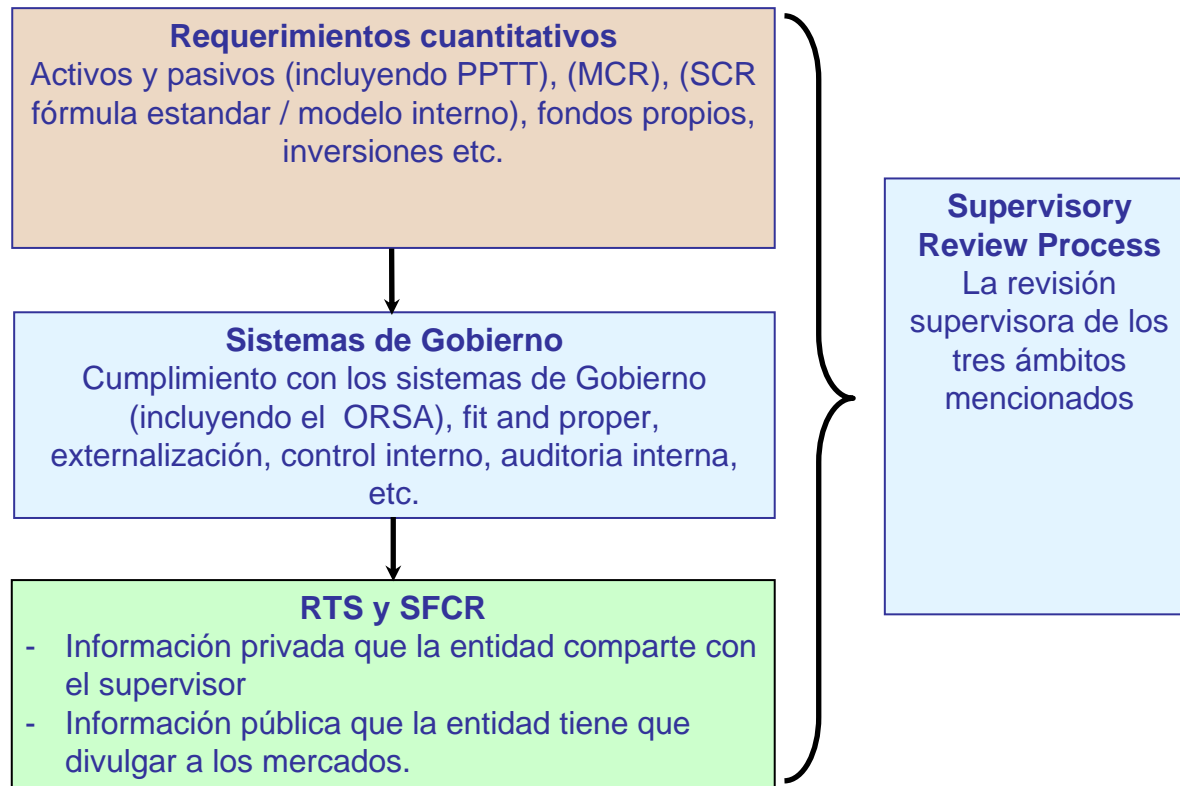 Requerimientos cuantitativos
Activos y pasivos (incluyendo PPTT), (MCR), (SCR
fórmula estandar / modelo interno), fondos propios,
inversiones etc.
Sistemas de Gobierno
Cumplimiento con los sistemas de Gobierno
(incluyendo el ORSA), fit and proper,
externalización, control interno, auditoria interna,
etc.
RTS y SFCR
- Información privada que la entidad comparte con
el supervisor
- Información pública que la entidad tiene que
divulgar a los mercados.
Supervisory
Review Process
La revisión
supervisora de los
tres ámbitos
mencionados